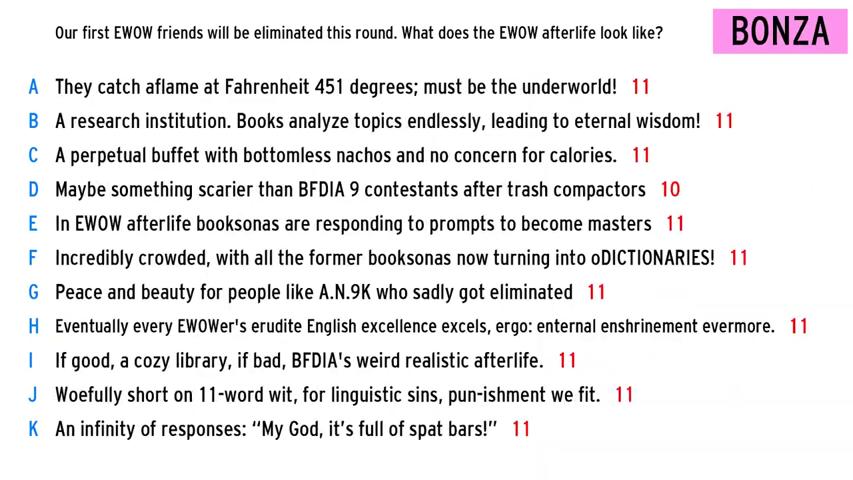 Our first EWOW friends will be eliminated this round. What does the EWOW afterlife look like?
BONZA
A They catch aflame at Fahrenheit 451 degrees; must be the underworld! 11
B A research institution. Books analyze topics endlessly, leading to eternal wisdom! 11
C A perpetual buffet with bottomless nachos and no concern for calories. 11
D Maybe something scarier than BFDIA 9 contestants after trash compactors 10
E In EWOW afterlife booksonas are responding to prompts to become masters 11
F Incredibly crowded, with all the former booksonas now turning into oDICTIONARIES! 11
G Peace and beauty for people like A.N.9K who sadly got eliminated 11
H Eventually every EWOWer's erudite English excellence excels, ergo: enternal enshrinement evermore. 11
I If good, a cozy library, if bad, BFDIA's weird realistic afterlife. 11
J Woefully short on 11-word wit, for linguistic sins, pun-ishment we fit. 11
K An infinity of responses: “My God, it’s full of spat bars!” 11